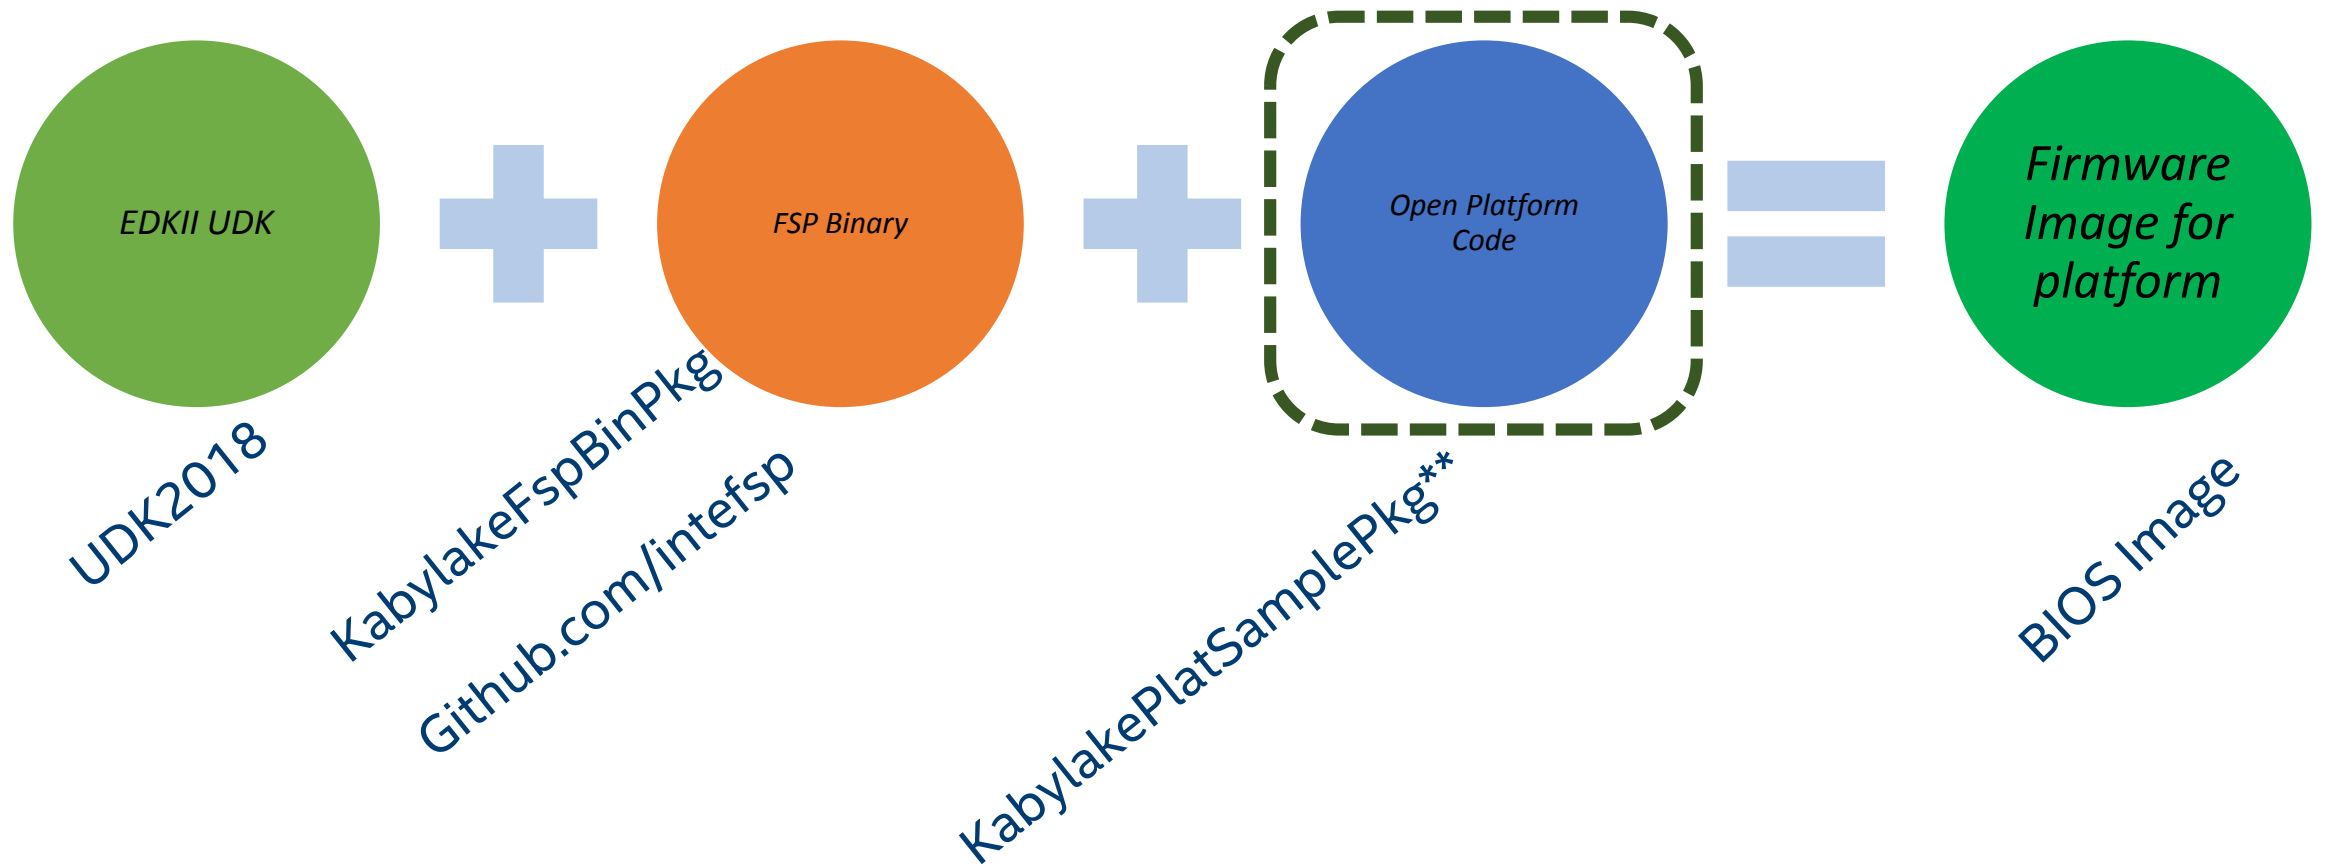 EDKII UDK
FSP Binary
Open Platform
Code
Firmware
Image for
platform
UDK2018
KabylakeFspBinPkg
Github.com/intefsp
KabylakePlatSamplePkg**
BIOS Image